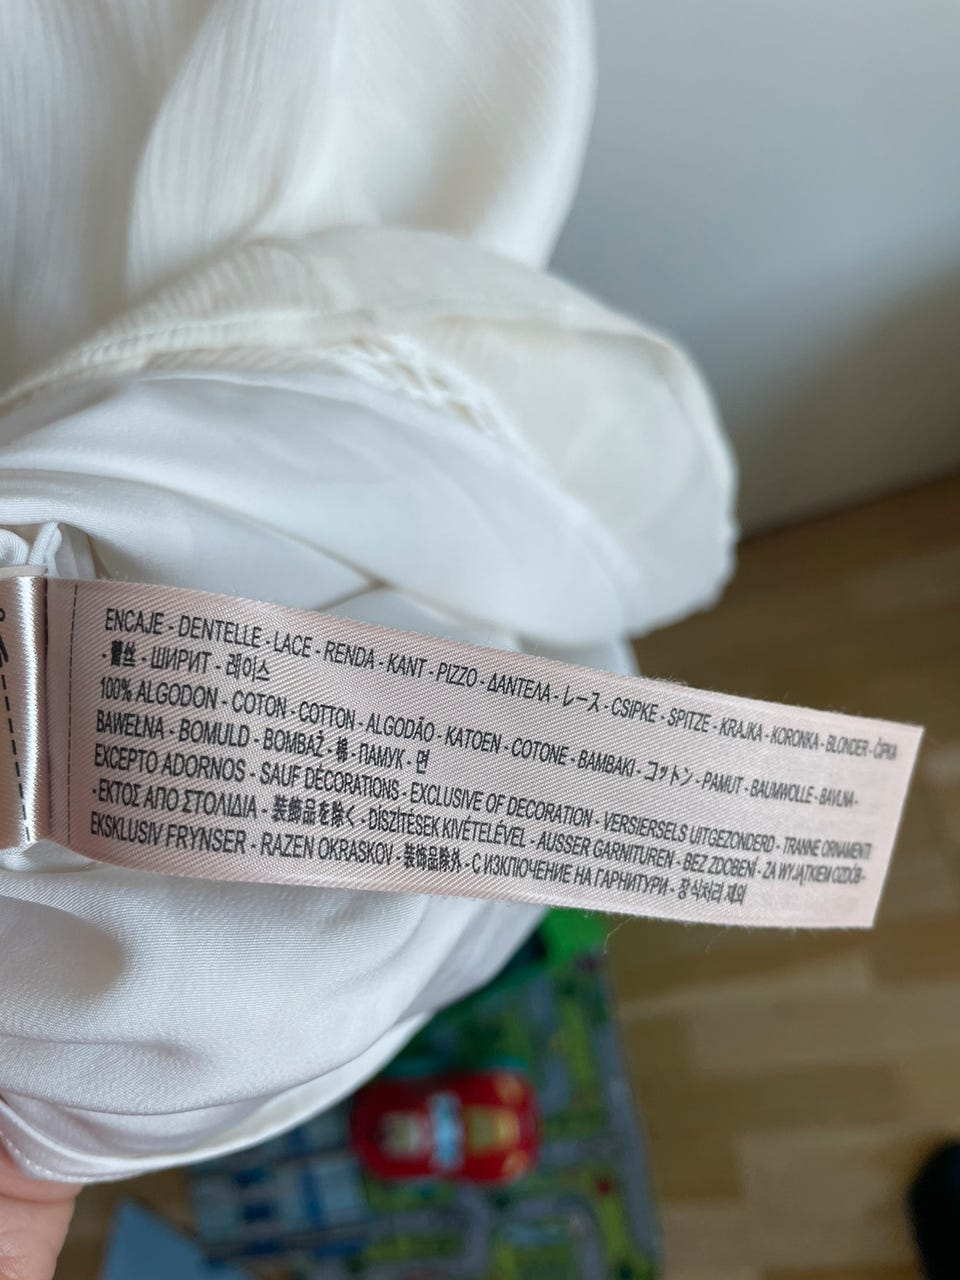 ENCAJE - DENTELLE - LACE - RENDA - KANT - PIZZO - ΔΑΝΤΕΛΑ - レース - CSIPKE - SPITZE - KRAJKA - KORONKA - BLONDER - ČIPKA
- 蕾丝 - ШИРИТ - 레이스
100% ALGODON - COTON - COTTON - ALGODÃO - KATOEN - COTONE - BAMBAKI - コットン - PAMUT - BAUMWOLLE - BAVLNA -
BAWEŁNA - BOMULD - BOMBAŽ - 棉 - ПАМУК - 면
EXCEPTO ADORNOS - SAUF DÉCORATIONS - EXCLUSIVE OF DECORATION - VERSIERSELS UITGEZONDERD - TRANNE ORNAMENTI
- ΕΚΤΟΣ ΑΠΟ ΣΤΟΛΙΔΙΑ - 装飾品を除く - DÍSZÍTÉSEK KIVÉTELÉVEL - AUSSER GARNITUREN - BEZ ZDOBENÍ - ZA WYJĄTKIEM OZDÓB -
EKSKLUSIV FRYNSER - RAZEN OKRASKOV - 装饰品除外 - С ИЗКЛЮЧЕНИЕ НА ГАРНИТУРИ - 장식처리 제외